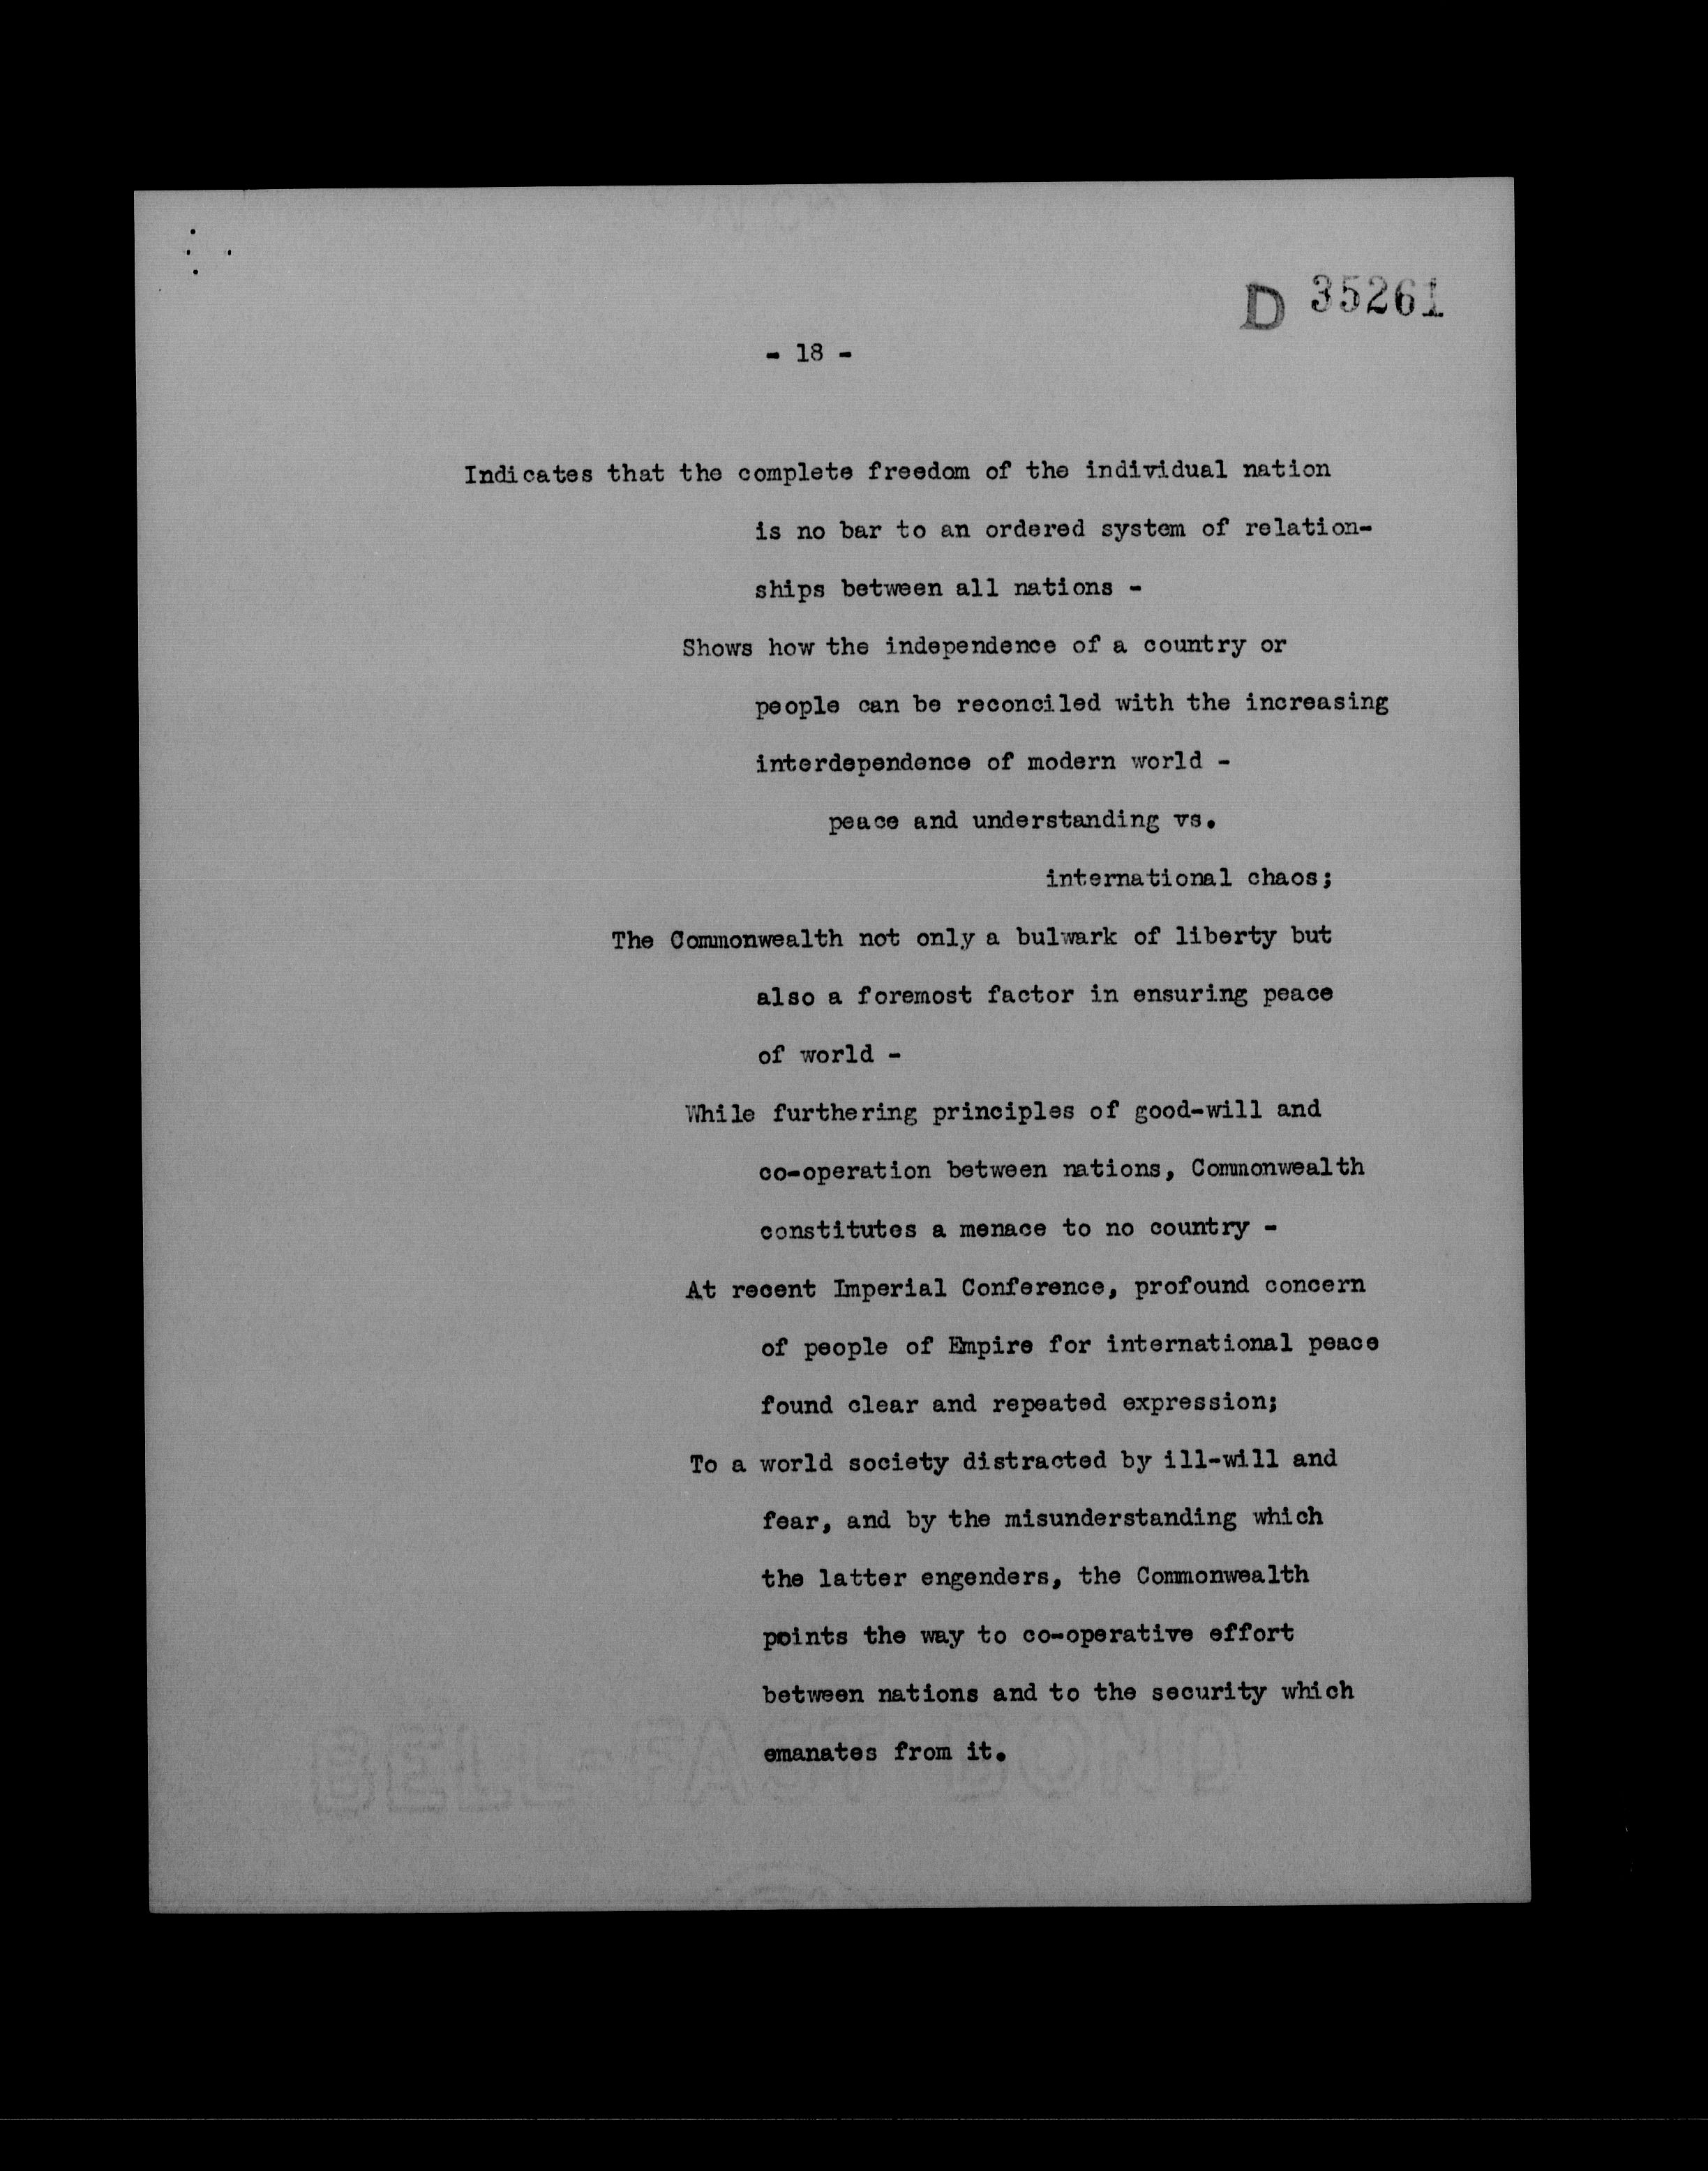 D 35261
- 18 -
Indicates that the complete freedom of the individual nation
is no bar to an ordered system of relation-
ships between all nations -
Shows how the independence of a country or
people can be reconciled with the increasing
interdependence of modern world -
peace and understanding vs.
international chaos;
The Commonwealth not only a bulwark of liberty but
also a foremost factor in ensuring peace
of world -
While furthering principles of good-will and
co-operation between nations, Commonwealth
constitutes a menace to no country -
At recent Imperial Conference, profound concern
of people of Empire for international peace
found clear and repeated expression;
To a world society distracted by ill-will and
fear, and by the misunderstanding which
the latter engenders, the Commonwealth
points the way to co-operative effort
between nations and to the security which
emanates from it.
BELL-FAST BOND